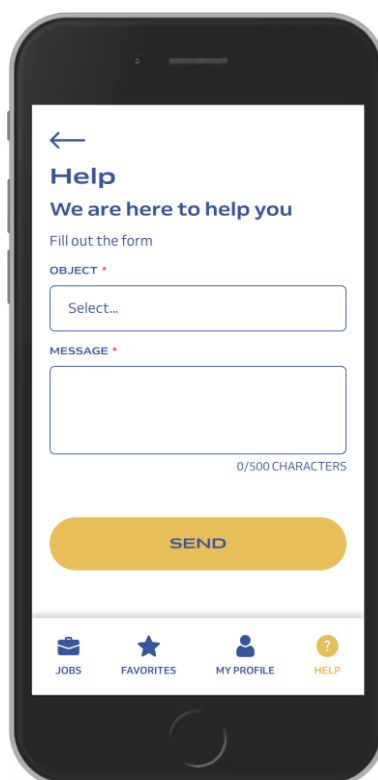 Help
We are here to help you
Fill out the form
OBJECT *
Select...
MESSAGE *
0/500 CHARACTERS
SEND
JOBS FAVORITES MY PROFILE ? HELP